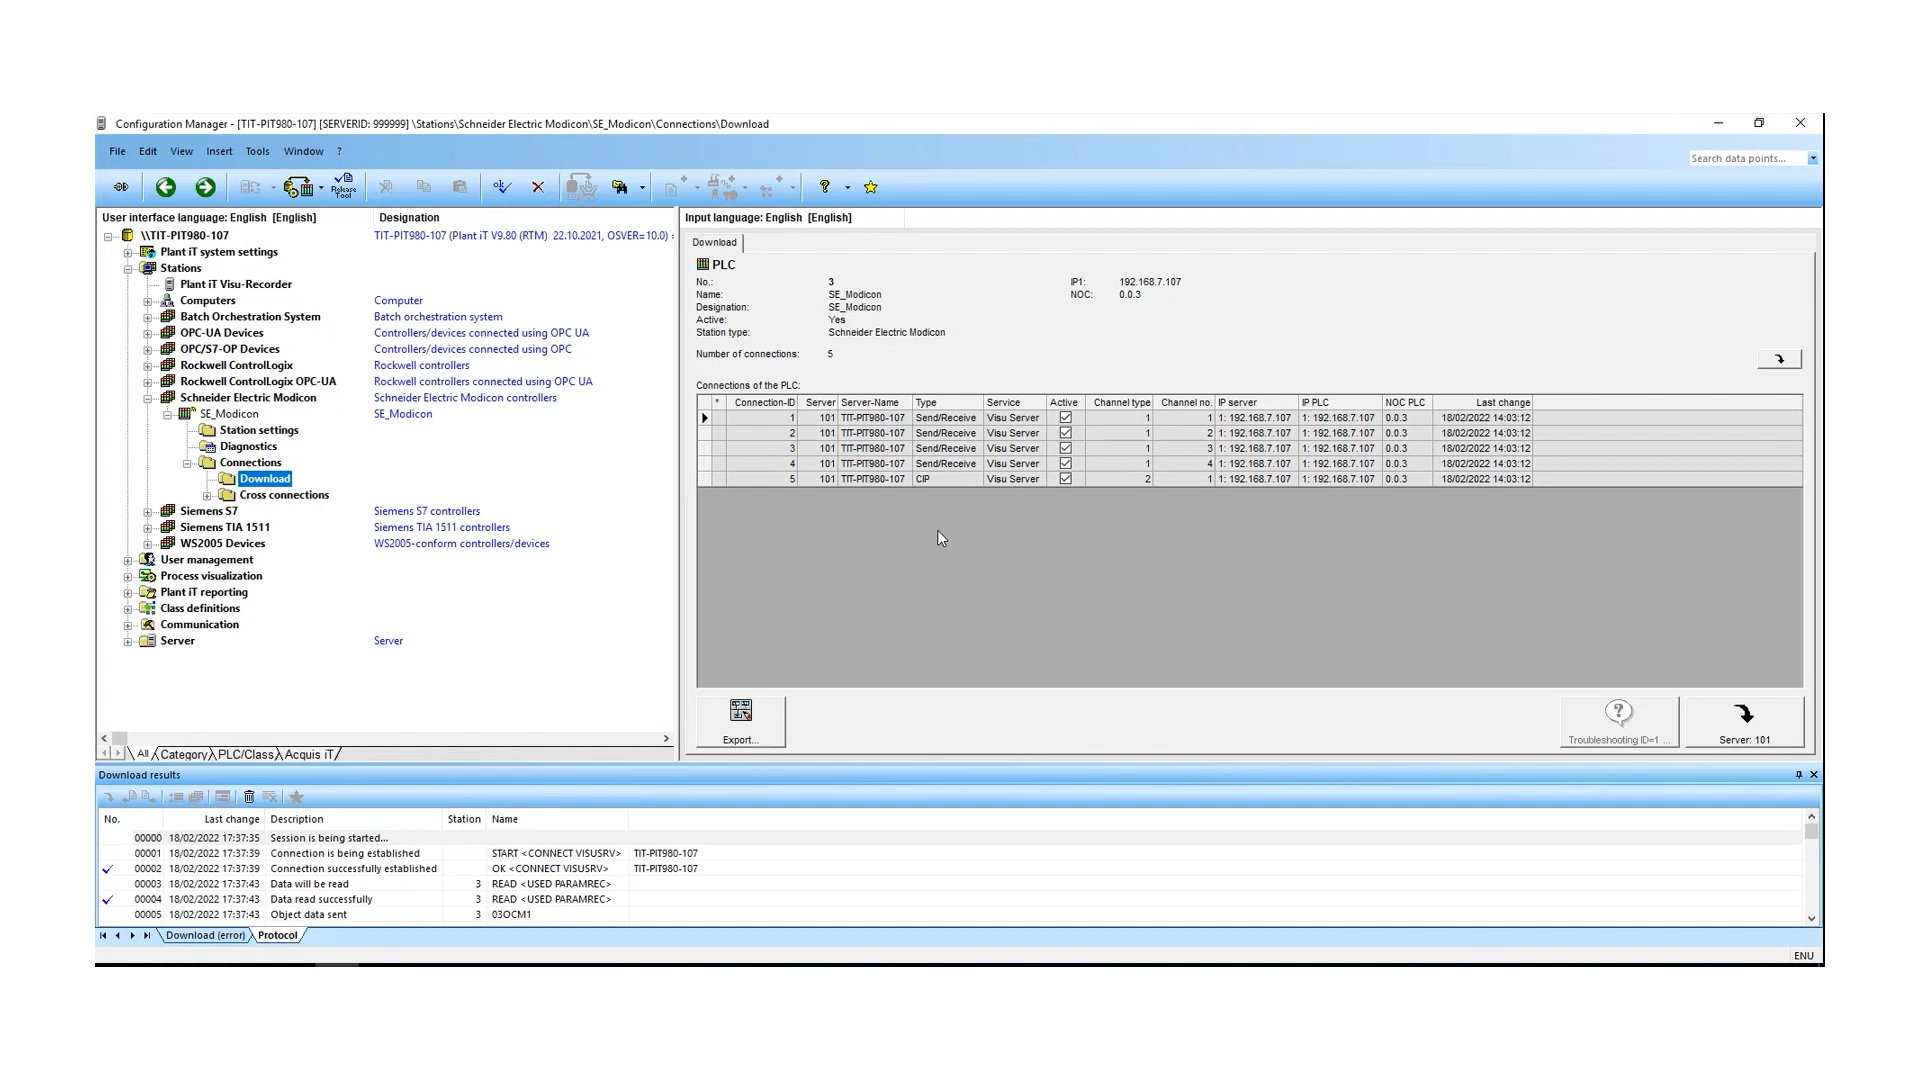 Configuration Manager - [TIT-PIT980-107] [SERVERID: 999999] \Stations\Schneider Electric Modicon\SE_Modicon\Connections\Download
File Edit View Insert Tools Window ?
Search data points...
Release Tool
User interface language: English [English] Designation
\\TIT-PIT980-107 TIT-PIT980-107 (Plant iT V9.80 (RTM) 22.10.2021, OSVER=10.0) :
Plant iT system settings
Stations
Plant iT Visu-Recorder
Computers Computer
Batch Orchestration System Batch orchestration system
OPC-UA Devices Controllers/devices connected using OPC UA
OPC/S7-OP Devices Controllers/devices connected using OPC
Rockwell ControlLogix Rockwell controllers
Rockwell ControlLogix OPC-UA Rockwell controllers connected using OPC UA
Schneider Electric Modicon Schneider Electric Modicon controllers
SE_Modicon SE_Modicon
Station settings
Diagnostics
Connections
Download
Cross connections
Siemens S7 Siemens S7 controllers
Siemens TIA 1511 Siemens TIA 1511 controllers
WS2005 Devices WS2005-conform controllers/devices
User management
Process visualization
Plant iT reporting
Class definitions
Communication
Server Server
All Category PLC/Class Acquis iT
Input language: English [English]
Download
PLC
No.: 3 IP1: 192.168.7.107
Name: SE_Modicon NOC: 0.0.3
Designation: SE_Modicon
Active: Yes
Station type: Schneider Electric Modicon
Number of connections: 5
Connections of the PLC:
* Connection-ID Server Server-Name Type Service Active Channel type Channel no. IP server IP PLC NOC PLC Last change
1 101 TIT-PIT980-107 Send/Receive Visu Server 1 1 1: 192.168.7.107 1: 192.168.7.107 0.0.3 18/02/2022 14:03:12
2 101 TIT-PIT980-107 Send/Receive Visu Server 1 2 1: 192.168.7.107 1: 192.168.7.107 0.0.3 18/02/2022 14:03:12
3 101 TIT-PIT980-107 Send/Receive Visu Server 1 3 1: 192.168.7.107 1: 192.168.7.107 0.0.3 18/02/2022 14:03:12
4 101 TIT-PIT980-107 Send/Receive Visu Server 1 4 1: 192.168.7.107 1: 192.168.7.107 0.0.3 18/02/2022 14:03:12
5 101 TIT-PIT980-107 CIP Visu Server 2 1 1: 192.168.7.107 1: 192.168.7.107 0.0.3 18/02/2022 14:03:12
Export... Troubleshooting ID=1 ... Server: 101
Download results
No. Last change Description Station Name
00000 18/02/2022 17:37:35 Session is being started...
00001 18/02/2022 17:37:39 Connection is being established START <CONNECT VISUSRV> TIT-PIT980-107
00002 18/02/2022 17:37:39 Connection successfully established OK <CONNECT VISUSRV> TIT-PIT980-107
00003 18/02/2022 17:37:43 Data will be read 3 READ <USED PARAMREC>
00004 18/02/2022 17:37:43 Data read successfully 3 READ <USED PARAMREC>
00005 18/02/2022 17:37:43 Object data sent 3 03OCM1
Download (error) Protocol
ENU